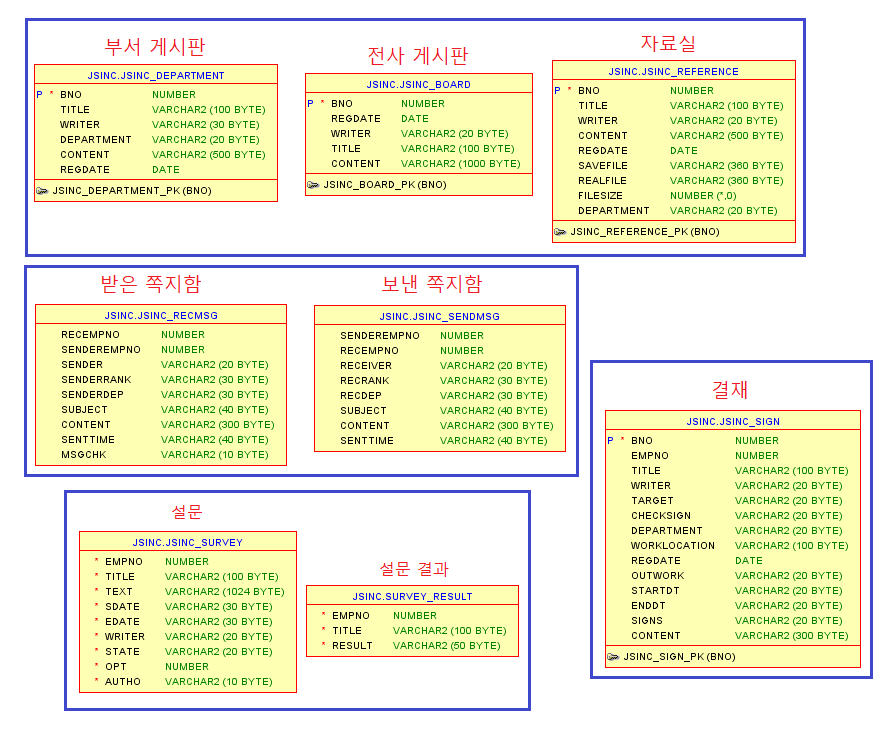 부서 게시판
JSINC.JSINC_DEPARTMENT
P * BNO NUMBER
TITLE VARCHAR2 (100 BYTE)
WRITER VARCHAR2 (30 BYTE)
DEPARTMENT VARCHAR2 (20 BYTE)
CONTENT VARCHAR2 (500 BYTE)
REGDATE DATE
JSINC_DEPARTMENT_PK (BNO)
전사 게시판
JSINC.JSINC_BOARD
P * BNO NUMBER
REGDATE DATE
WRITER VARCHAR2 (20 BYTE)
TITLE VARCHAR2 (100 BYTE)
CONTENT VARCHAR2 (1000 BYTE)
JSINC_BOARD_PK (BNO)
자료실
JSINC.JSINC_REFERENCE
P * BNO NUMBER
TITLE VARCHAR2 (100 BYTE)
WRITER VARCHAR2 (20 BYTE)
CONTENT VARCHAR2 (500 BYTE)
REGDATE DATE
SAVEFILE VARCHAR2 (360 BYTE)
REALFILE VARCHAR2 (360 BYTE)
FILESIZE NUMBER (*,0)
DEPARTMENT VARCHAR2 (20 BYTE)
JSINC_REFERENCE_PK (BNO)
받은 쪽지함
JSINC.JSINC_RECMSG
RECEMPNO NUMBER
SENDEREMPNO NUMBER
SENDER VARCHAR2 (20 BYTE)
SENDERRANK VARCHAR2 (30 BYTE)
SENDERDEP VARCHAR2 (30 BYTE)
SUBJECT VARCHAR2 (40 BYTE)
CONTENT VARCHAR2 (300 BYTE)
SENTTIME VARCHAR2 (40 BYTE)
MSGCHK VARCHAR2 (10 BYTE)
보낸 쪽지함
JSINC.JSINC_SENDMSG
SENDEREMPNO NUMBER
RECEMPNO NUMBER
RECEIVER VARCHAR2 (20 BYTE)
RECRANK VARCHAR2 (30 BYTE)
RECDEP VARCHAR2 (30 BYTE)
SUBJECT VARCHAR2 (40 BYTE)
CONTENT VARCHAR2 (300 BYTE)
SENTTIME VARCHAR2 (40 BYTE)
결재
JSINC.JSINC_SIGN
P * BNO NUMBER
EMPNO NUMBER
TITLE VARCHAR2 (100 BYTE)
WRITER VARCHAR2 (20 BYTE)
TARGET VARCHAR2 (20 BYTE)
CHECKSIGN VARCHAR2 (20 BYTE)
DEPARTMENT VARCHAR2 (20 BYTE)
WORKLOCATION VARCHAR2 (100 BYTE)
REGDATE DATE
OUTWORK VARCHAR2 (20 BYTE)
STARTDT VARCHAR2 (20 BYTE)
ENDDT VARCHAR2 (20 BYTE)
SIGNS VARCHAR2 (20 BYTE)
CONTENT VARCHAR2 (300 BYTE)
JSINC_SIGN_PK (BNO)
설문
JSINC.JSINC_SURVEY
* EMPNO NUMBER
* TITLE VARCHAR2 (100 BYTE)
* TEXT VARCHAR2 (1024 BYTE)
* SDATE VARCHAR2 (30 BYTE)
* EDATE VARCHAR2 (30 BYTE)
* WRITER VARCHAR2 (20 BYTE)
* STATE VARCHAR2 (20 BYTE)
* OPT NUMBER
* AUTHO VARCHAR2 (10 BYTE)
설문 결과
JSINC.SURVEY_RESULT
* EMPNO NUMBER
* TITLE VARCHAR2 (100 BYTE)
* RESULT VARCHAR2 (50 BYTE)